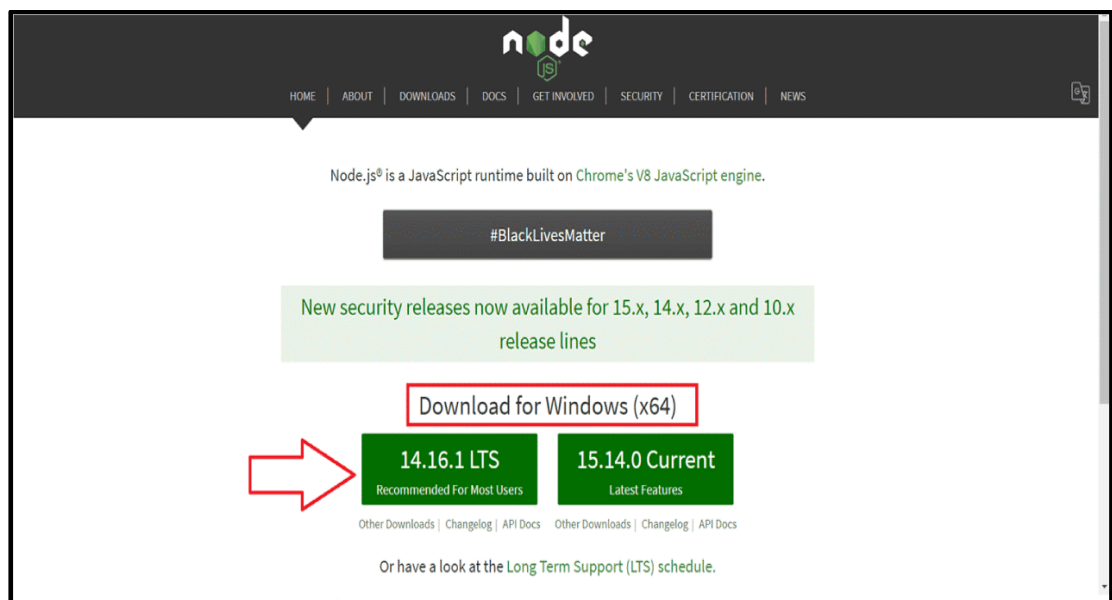 node
JS
HOME | ABOUT | DOWNLOADS | DOCS | GET INVOLVED | SECURITY | CERTIFICATION | NEWS
Node.js® is a JavaScript runtime built on Chrome's V8 JavaScript engine.
#BlackLivesMatter
New security releases now available for 15.x, 14.x, 12.x and 10.x
release lines
Download for Windows (x64)
14.16.1 LTS
Recommended For Most Users
15.14.0 Current
Latest Features
Other Downloads | Changelog | API Docs
Other Downloads | Changelog | API Docs
Or have a look at the Long Term Support (LTS) schedule.